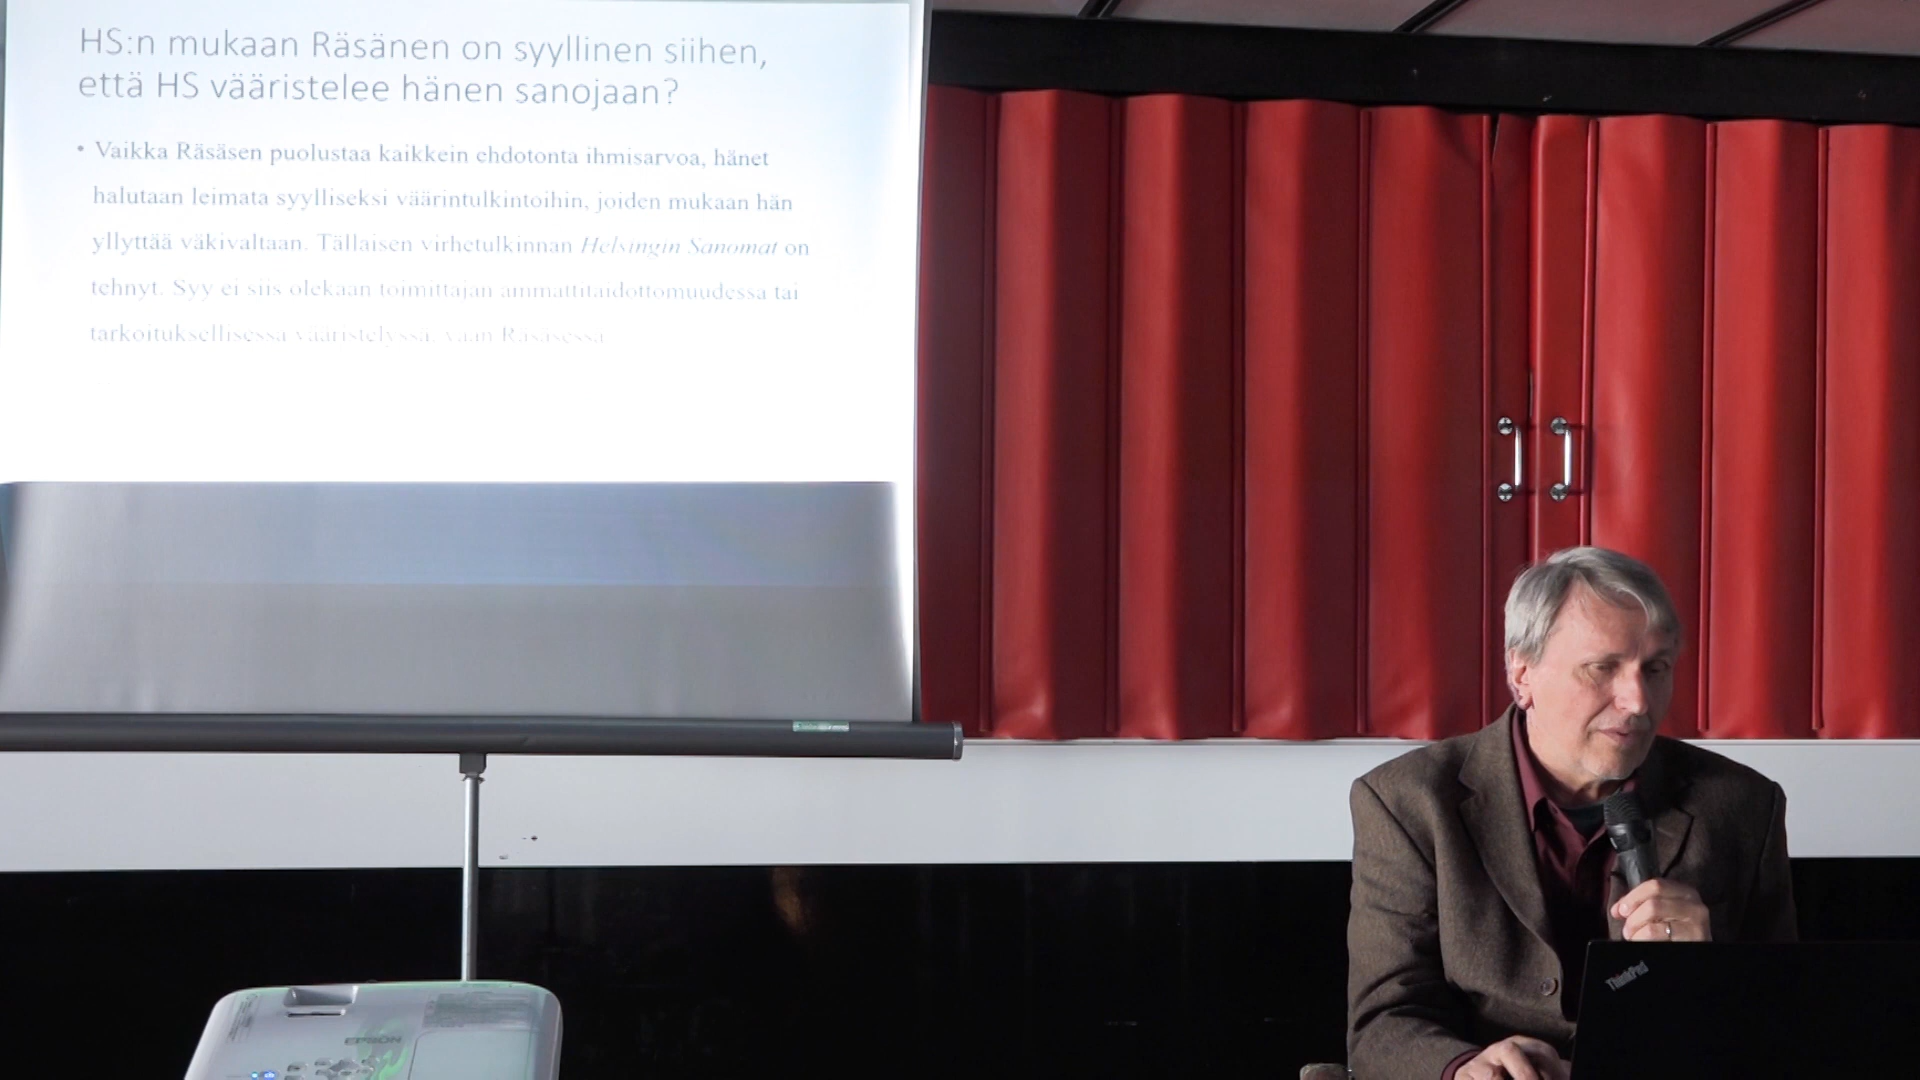 HS:n mukaan Räsänen on syyllinen siihen,
että HS vääristelee hänen sanojaan?
• Vaikka Räsäsen puolustaa kaikkein ehdotonta ihmisarvoa, hänet
halutaan leimata syylliseksi väärintulkintoihin, joiden mukaan hän
yllyttää väkivaltaan. Tällaisen virhetulkinnan Helsingin Sanomat on
tehnyt. Syy ei siis olekaan toimittajan ammattitaidottomuudessa tai
tarkoituksellisessa vääristelyssä, vaan Räsäsessä
EPSON
ThinkPad